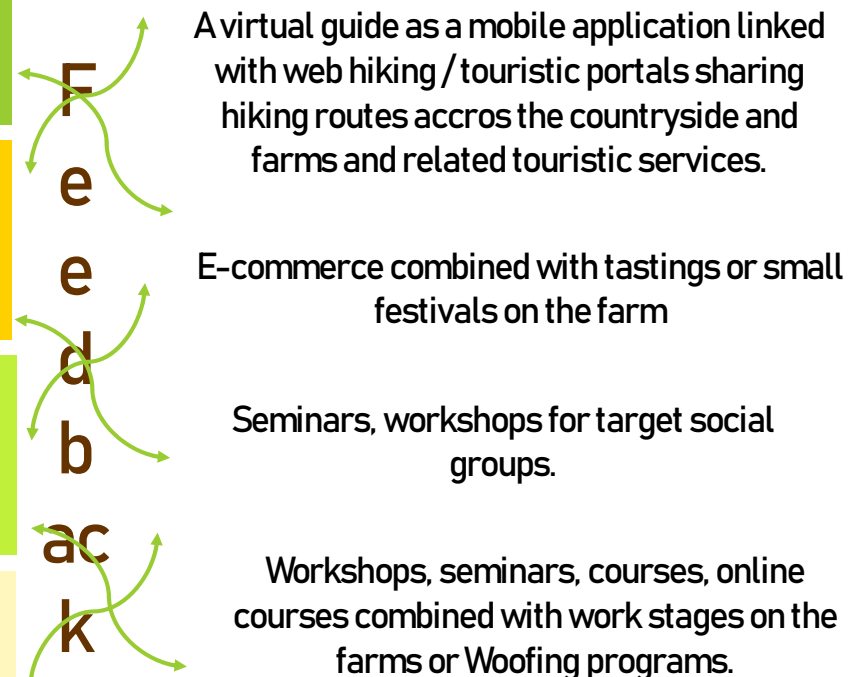 F
e
e
d
b
ac
k
A virtual guide as a mobile application linked
with web hiking / touristic portals sharing
hiking routes accros the countryside and
farms and related touristic services.
E-commerce combined with tastings or small
festivals on the farm
Seminars, workshops for target social
groups.
Workshops, seminars, courses, online
courses combined with work stages on the
farms or Woofing programs.